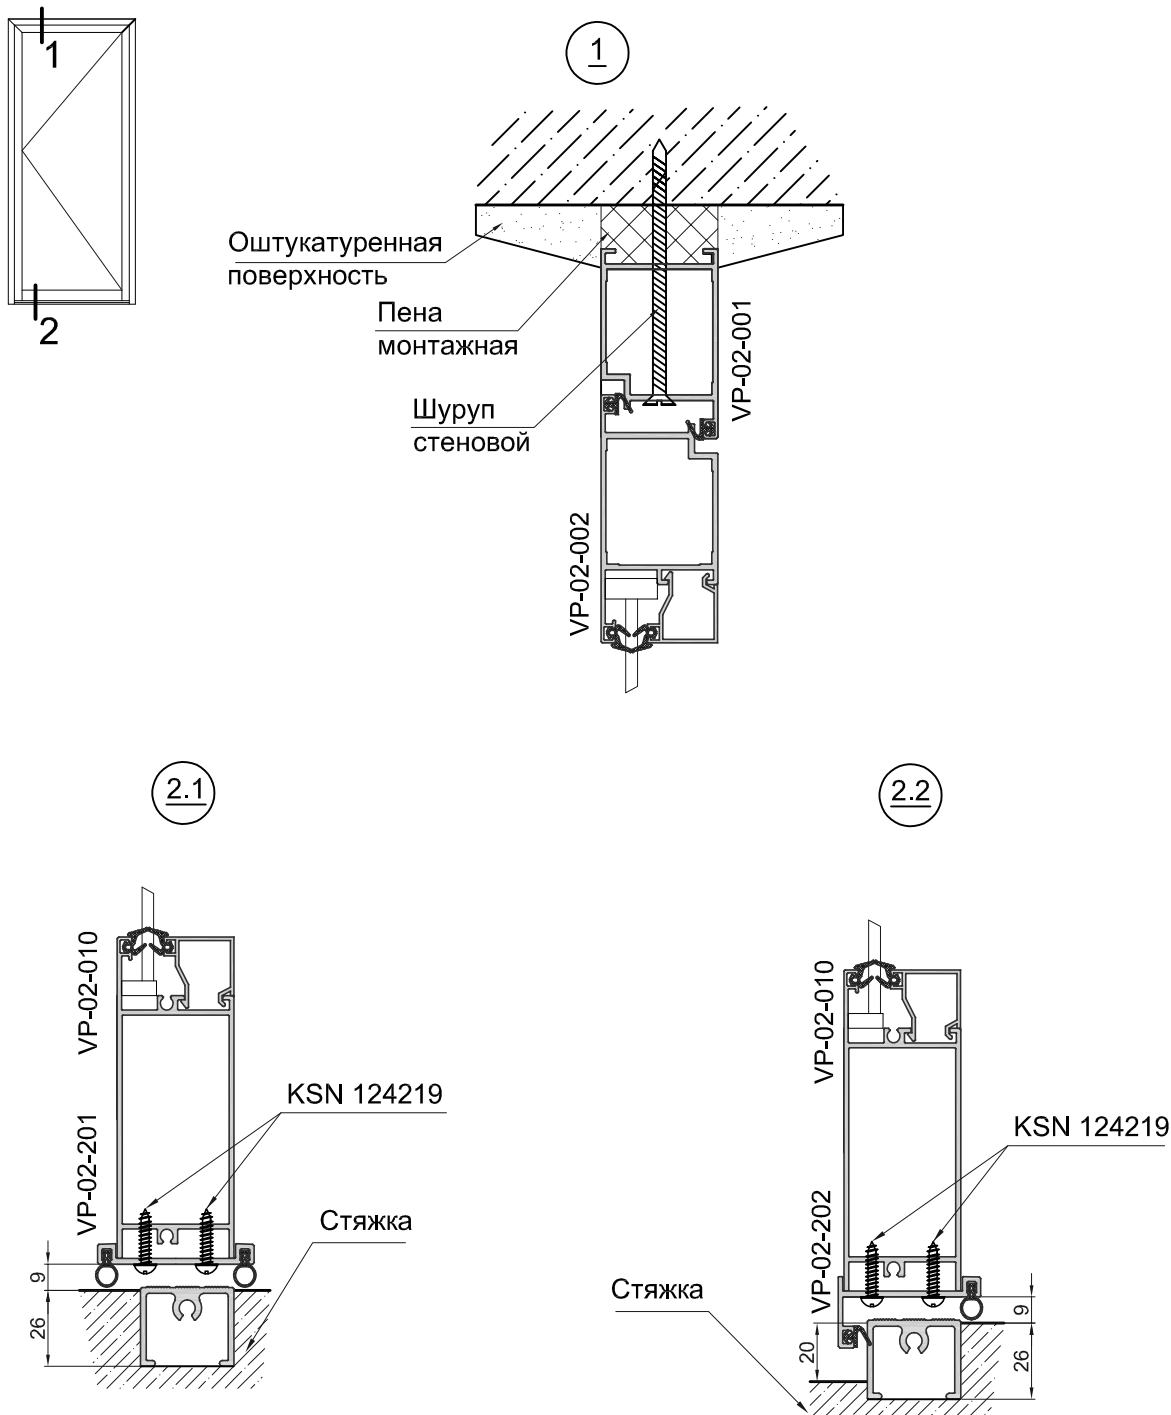 1
2
1
Оштукатуренная
поверхность
Пена
монтажная
Шуруп
стеновой
VP-02-001
VP-02-002
2.1
2.2
VP-02-010
VP-02-201
KSN 124219
Стяжка
9
26
VP-02-010
VP-02-202
KSN 124219
Стяжка
9
20
26